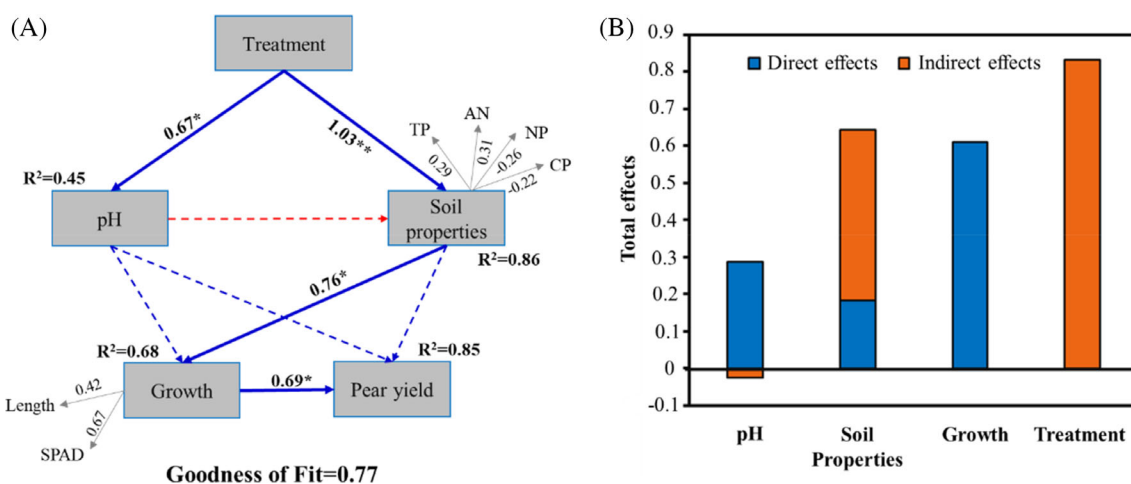 (A)
Treatment
0.67*
1.03**
TP
AN
NP
CP
0.29
0.31
-0.26
-0.22
R²=0.45
pH
Soil
properties
R²=0.86
0.76*
R²=0.68
R²=0.85
Growth
0.69*
Pear yield
Length
0.42
0.67
SPAD
Goodness of Fit=0.77
(B)
Total effects
0.9
0.8
0.7
0.6
0.5
0.4
0.3
0.2
0.1
0
-0.1
Direct effects
Indirect effects
pH
Soil
Properties
Growth
Treatment